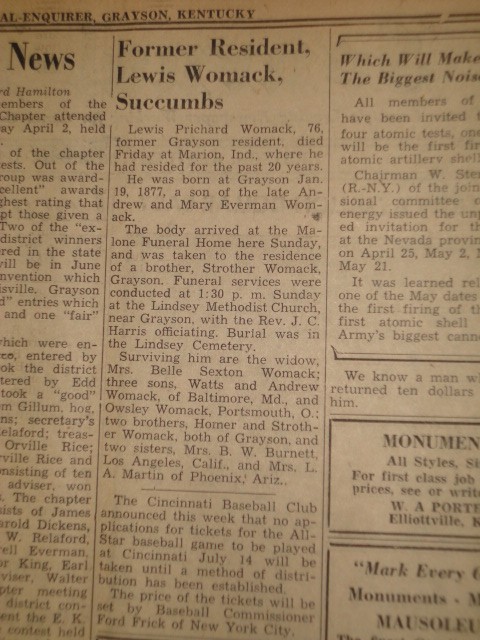 AL-ENQUIRER, GRAYSON, KENTUCKY
News
rd Hamilton
embers of the
Chapter attended
ay April 2, held
of the chapter
ests. Out of the
roup was award-
cellent" awards
ghest rating that
pt those given a
Two of the "ex-
district winners
ered in the state
will be in June
nvention which
isville. Grayson
d" entries which
and one "fair"
which were en-
entered by
ok the district
tered by Edd
took a "good"
m Gillum, hog,
ns; secretary's
Relaford; treas-
Orville Rice;
rville Rice and
onsisting of ten
adviser, won
s. The chapter
sists of James
arold Dickens,
W. Relaford,
rell Everman,
or King, Earl
viser, Walter
pter meeting
district con-
ent the E. K.
contest held
Former Resident,
Lewis Womack,
Succumbs
Lewis Prichard Womack, 76,
former Grayson resident, died
Friday at Marion, Ind., where he
had resided for the past 20 years.
He was born at Grayson Jan.
19, 1877, a son of the late An-
drew and Mary Everman Wom-
ack.
The body arrived at the Ma-
lone Funeral Home here Sunday,
and was taken to the residence
of a brother, Strother Womack,
Grayson. Funeral services were
conducted at 1:30 p. m. Sunday
at the Lindsey Methodist Church,
near Grayson, with the Rev. J. C.
Harris officiating. Burial was in
the Lindsey Cemetery.
Surviving him are the widow,
Mrs. Belle Sexton Womack;
three sons, Watts and Andrew
Womack, of Baltimore, Md., and
Owsley Womack, Portsmouth, O.;
two brothers, Homer and Stroth-
er Womack, both of Grayson, and
two sisters, Mrs. B. W. Burnett,
Los Angeles, Calif., and Mrs. L.
A. Martin of Phoenix, Ariz..
The Cincinnati Baseball Club
announced this week that no ap-
plications for tickets for the All-
Star baseball game to be played
at Cincinnati July 14 will be
taken until a method of distri-
bution has been established.
The price of the tickets will be
set by Baseball Commissioner
Ford Frick of New York City.
Which Will Make
The Biggest Noise
All members of
have been invited
four atomic tests, one
will be the first fir
atomic artillery shel
Chairman W. Ste
(R.-N.Y.) of the join
sional committee
energy issued the unp
ed invitation for th
at the Nevada provin
on April 25, May 2,
May 21.
It was learned rel
one of the May dates
the first firing of th
first atomic shell
Army's biggest cann
We know a man wh
returned ten dollars
him.
MONUMEN
All Styles, Si
For first class job
prices, see or write
W. A PORTE
Elliottville, K
"Mark Every G
Monuments - M
MAUSOLEU